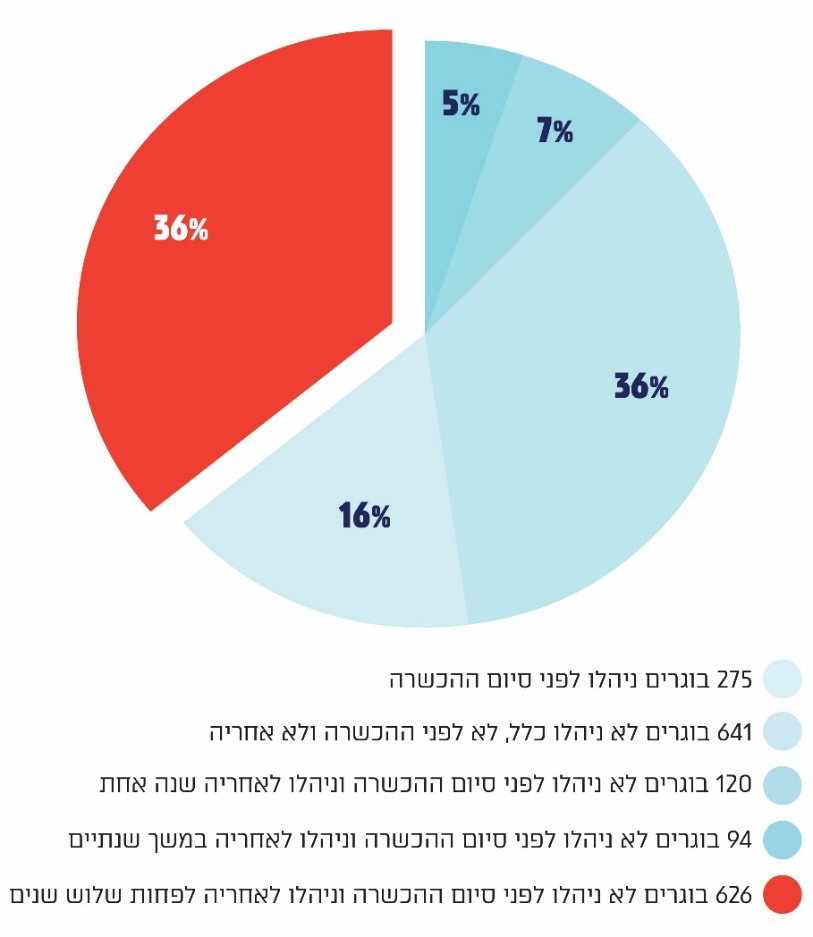 5%
7%
36%
36%
16%
275 בוגרים ניהלו לפני סיום ההכשרה
641 בוגרים לא ניהלו כלל, לא לפני ההכשרה ולא אחריה
120 בוגרים לא ניהלו לפני סיום ההכשרה וניהלו לאחריה שנה אחת
94 בוגרים לא ניהלו לפני סיום ההכשרה וניהלו לאחריה במשך שנתיים
626 בוגרים לא ניהלו לפני סיום ההכשרה וניהלו לאחריה לפחות שלוש שנים